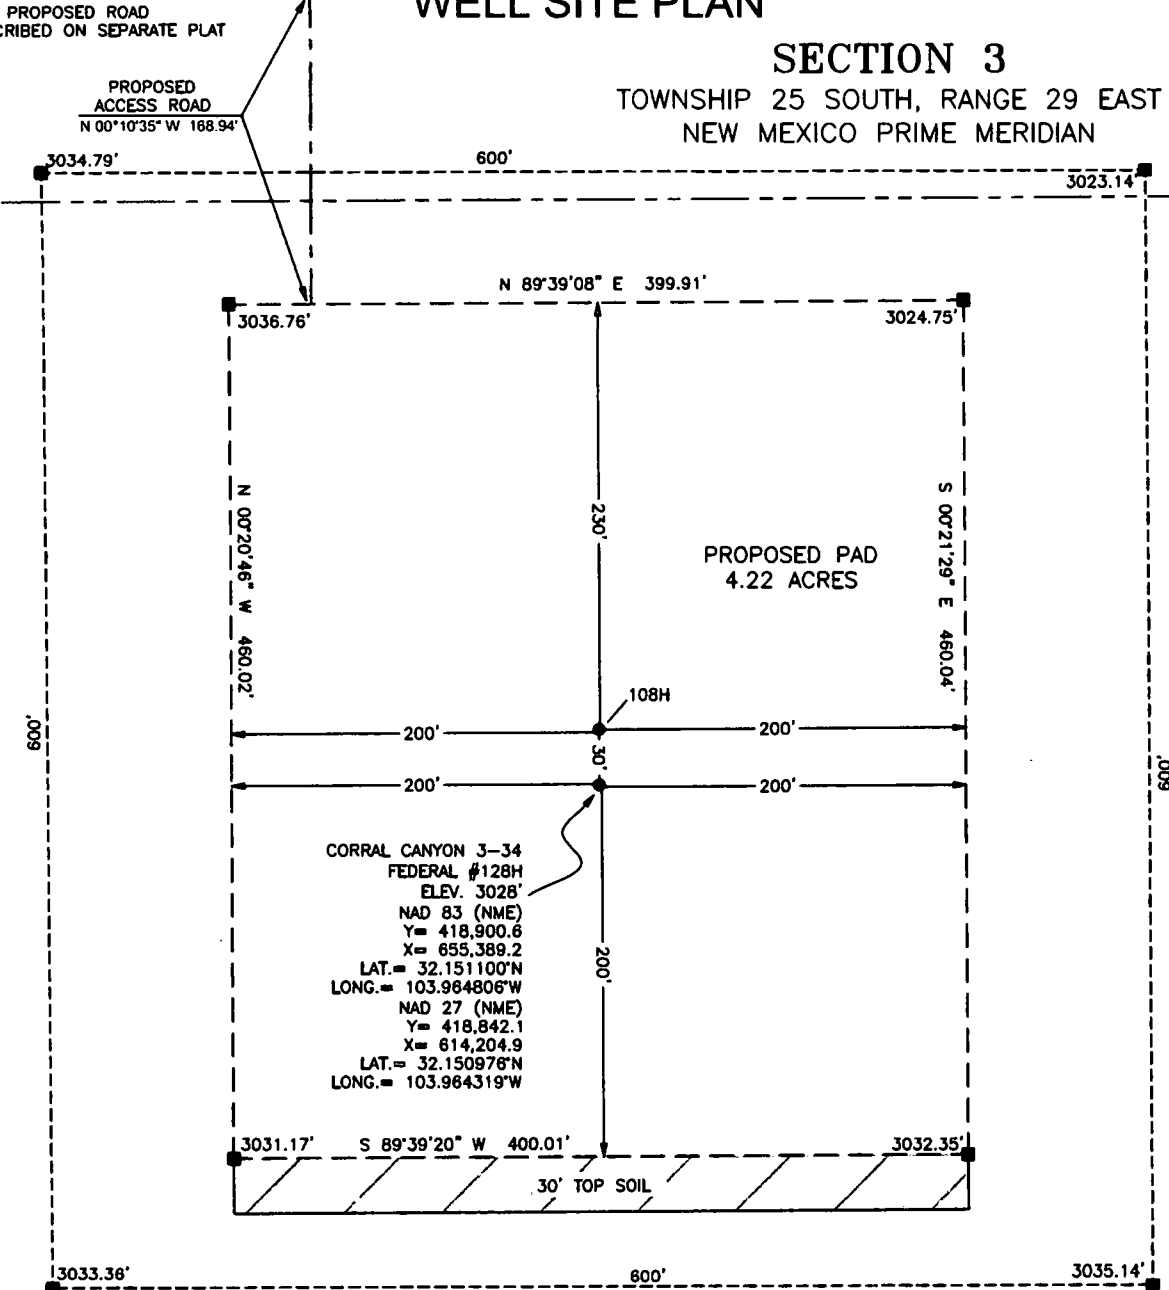 WELL SITE PLAN
PROPOSED ROAD
CRIBED ON SEPARATE PLAT
SECTION 3
TOWNSHIP 25 SOUTH, RANGE 29 EAST
NEW MEXICO PRIME MERIDIAN
PROPOSED
ACCESS ROAD
N 00°10'35" W 168.94'
3034.79'
600'
3023.14'
N 89°39'08" E 399.91'
3036.76'
3024.75'
N 00°20'46" W 460.02'
230'
S 00°21'29" E 460.04'
PROPOSED PAD
4.22 ACRES
108H
600'
200'
200'
30'
600'
200'
200'
CORRAL CANYON 3-34
FEDERAL #128H
ELEV. 3028'
NAD 83 (NME)
Y= 418,900.6
X= 655,389.2
LAT.= 32.151100°N
LONG.= 103.964806°W
NAD 27 (NME)
Y= 418,842.1
X= 614,204.9
LAT.= 32.150976°N
LONG.= 103.964319°W
200'
3031.17'
S 89°39'20" W 400.01'
3032.35'
30' TOP SOIL
3033.36'
600'
3035.14'